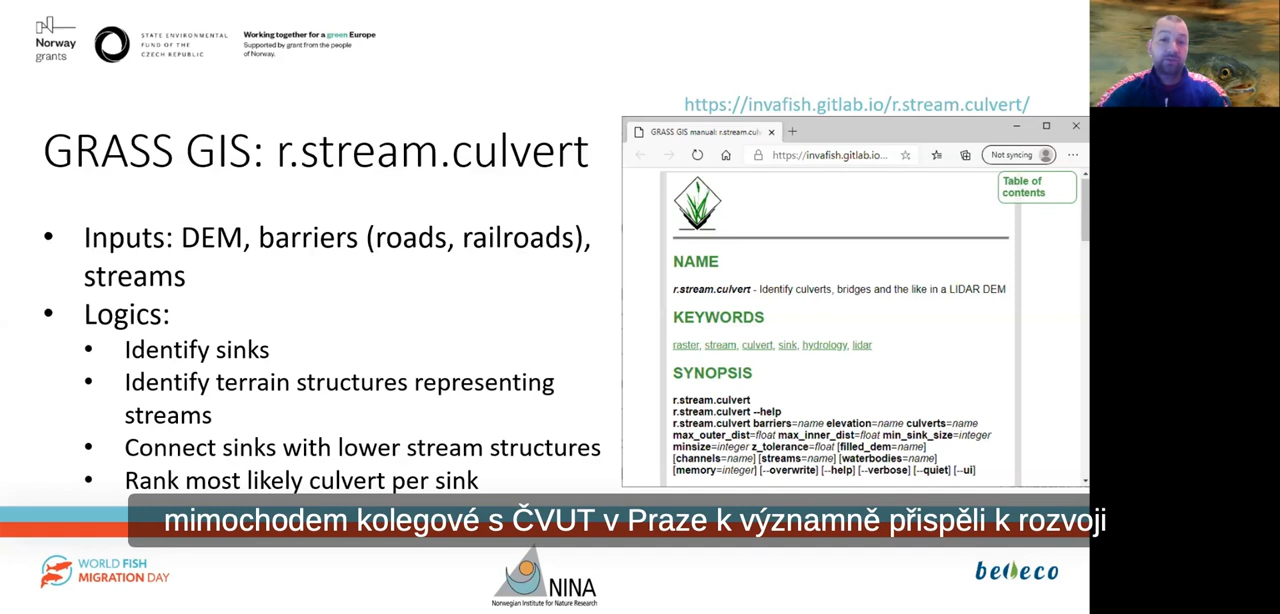 Norway
grants
STATE ENVIRONMENTAL
FUND OF THE
CZECH REPUBLIC
Working together for a green Europe
Supported by grant from the people
of Norway.
https://invafish.gitlab.io/r.stream.culvert/
GRASS GIS: r.stream.culvert
• Inputs: DEM, barriers (roads, railroads),
streams
• Logics:
• Identify sinks
• Identify terrain structures representing
streams
• Connect sinks with lower stream structures
• Rank most likely culvert per sink
GRASS GIS manual: r.stream.cul
https://invafish.gitlab.io...
Not syncing
Table of
contents
NAME
r.stream.culvert - Identify culverts, bridges and the like in a LIDAR DEM
KEYWORDS
raster, stream, culvert, sink, hydrology, lidar
SYNOPSIS
r.stream.culvert
r.stream.culvert --help
r.stream.culvert barriers=name elevation=name culverts=name
max_outer_dist=float max_inner_dist=float min_sink_size=integer
minsize=integer z_tolerance=float [filled_dem=name]
[channels=name] [streams=name] [waterbodies=name]
[memory=integer] [--overwrite] [--help] [--verbose] [--quiet] [--ui]
mimochodem kolegové s ČVUT v Praze k významně přispěli k rozvoji
WORLD FISH
MIGRATION DAY
NINA
Norwegian Institute for Nature Research
beleco